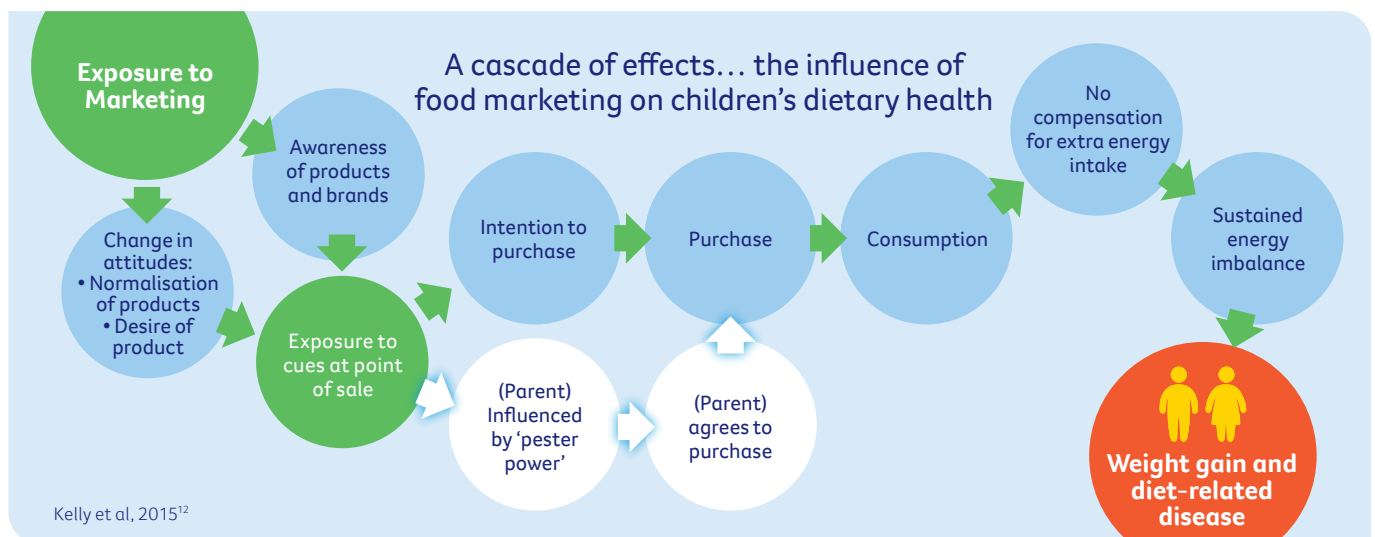 A cascade of effects… the influence of
food marketing on children’s dietary health
Exposure to
Marketing
Awareness
of products
and brands
Change in
attitudes:
• Normalisation
of products
• Desire of
product
Exposure to
cues at point
of sale
Intention to
purchase
Purchase
Consumption
No
compensation
for extra energy
intake
Sustained
energy
imbalance
(Parent)
Influenced
by ‘pester
power’
(Parent)
agrees to
purchase
Weight gain and
diet-related
disease
Kelly et al, 2015¹²